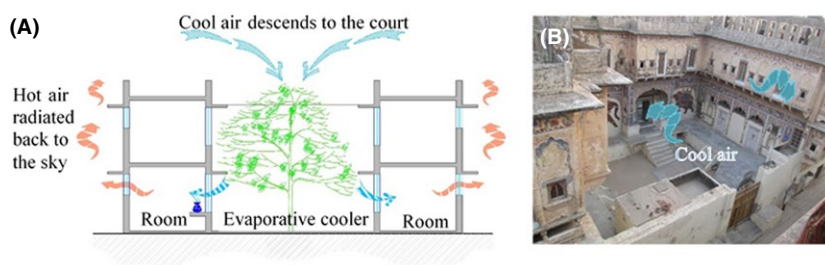 (A)
Cool air descends to the court
Hot air
radiated
back to
the sky
Room
Evaporative cooler
Room
(B)
Cool air